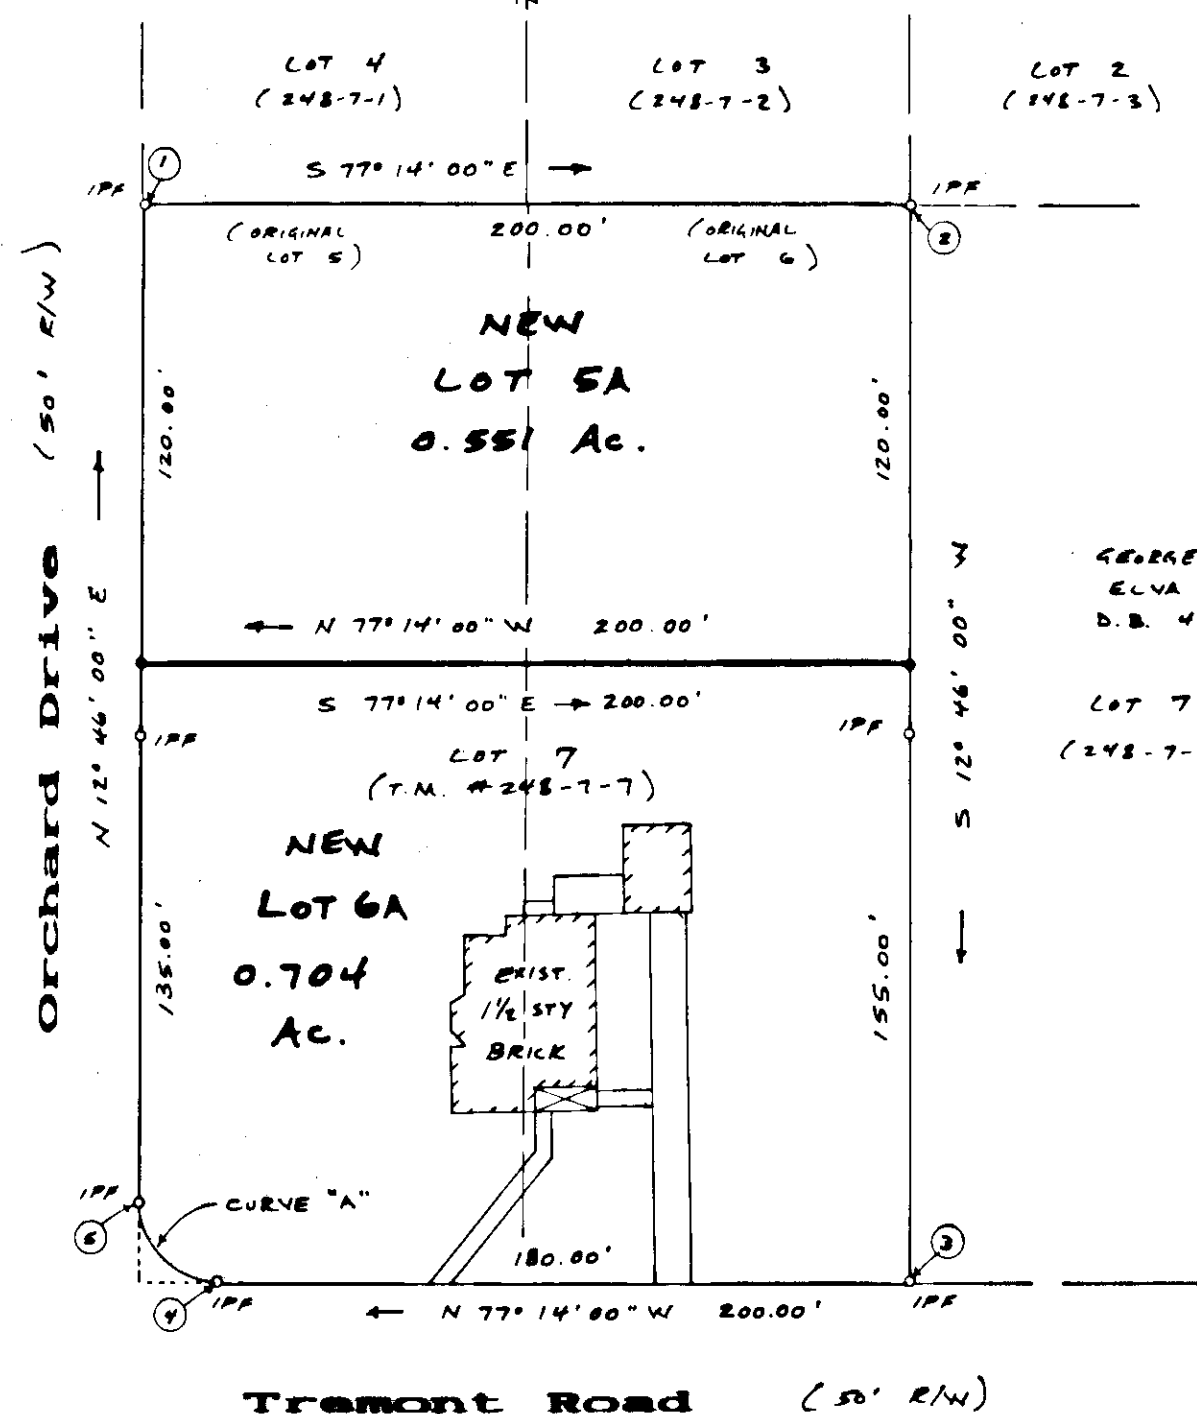 LOT 4
(248-7-1)
LOT 3
(248-7-2)
LOT 2
(248-7-3)
1
S 77° 14' 00" E
IPF
IPF
2
(ORIGINAL
LOT 5)
200.00'
(ORIGINAL
LOT 6)
NEW
LOT 5A
0.551 Ac.
120.00'
120.00'
Orchard Drive (50' R/W)
N 12° 46' 00" E
S 12° 46' 00" W
GEORGE
ELVA
D.B. 4
N 77° 14' 00" W 200.00'
S 77° 14' 00" E 200.00'
IPF
IPF
LOT 7
(248-7-
LOT 7
(T.M. #248-7-7)
NEW
LOT 6A
0.704
Ac.
135.00'
155.00'
EXIST.
1½ STY
BRICK
IPF
5
CURVE "A"
180.00'
3
4
IPF
N 77° 14' 00" W 200.00'
IPF
Tremont Road (50' R/W)